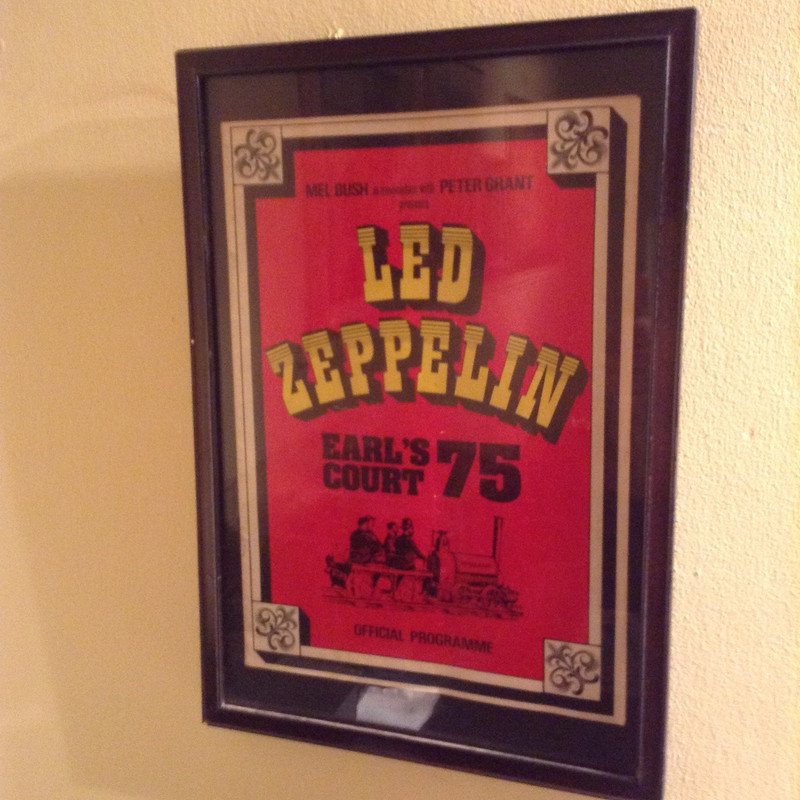 MEL BUSH in association with PETER GRANT
presents
LED
ZEPPELIN
EARL'S
COURT 75
OFFICIAL PROGRAMME